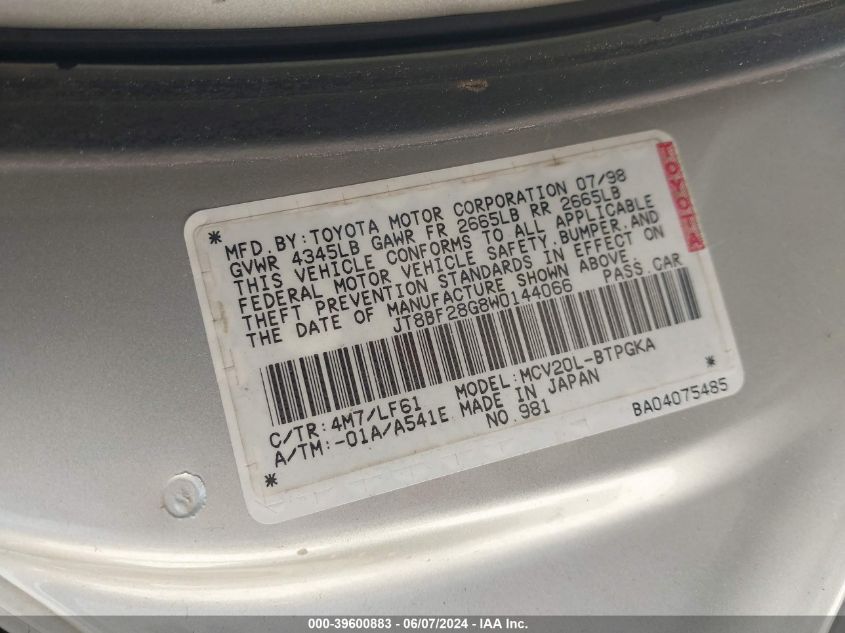 MFD. BY: TOYOTA MOTOR CORPORATION 07/98
GVWR 4345LB GAWR FR 2665LB RR 2665LB
THIS VEHICLE CONFORMS TO ALL APPLICABLE
FEDERAL MOTOR VEHICLE SAFETY, BUMPER, AND
THEFT PREVENTION STANDARDS IN EFFECT ON
THE DATE OF MANUFACTURE SHOWN ABOVE.
JT8BF28G8W0144066 PASS. CAR
C/TR: 4M7/LF61 MODEL: MCV20L-BTPGKA
A/TM: -01A/A541E MADE IN JAPAN
NO. 981
BA04075485
TOYOTA
000-39600883 - 06/07/2024 - IAA Inc.